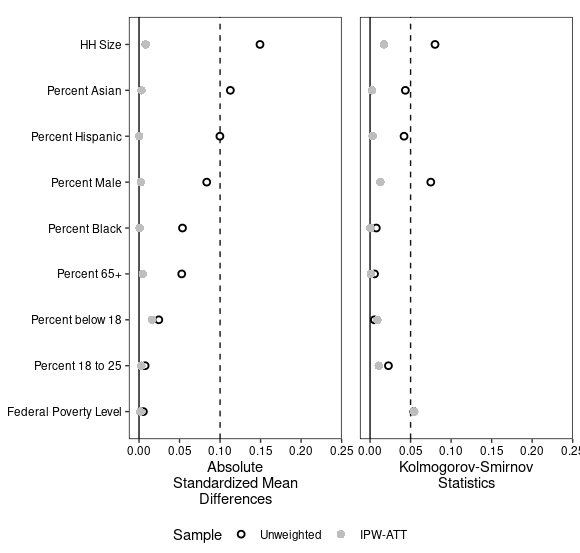 HH Size
Percent Asian
Percent Hispanic
Percent Male
Percent Black
Percent 65+
Percent below 18
Percent 18 to 25
Federal Poverty Level
0.00 0.05 0.10 0.15 0.20 0.25
Absolute
Standardized Mean
Differences
0.00 0.05 0.10 0.15 0.20 0.25
Kolmogorov-Smirnov
Statistics
Sample Unweighted IPW-ATT